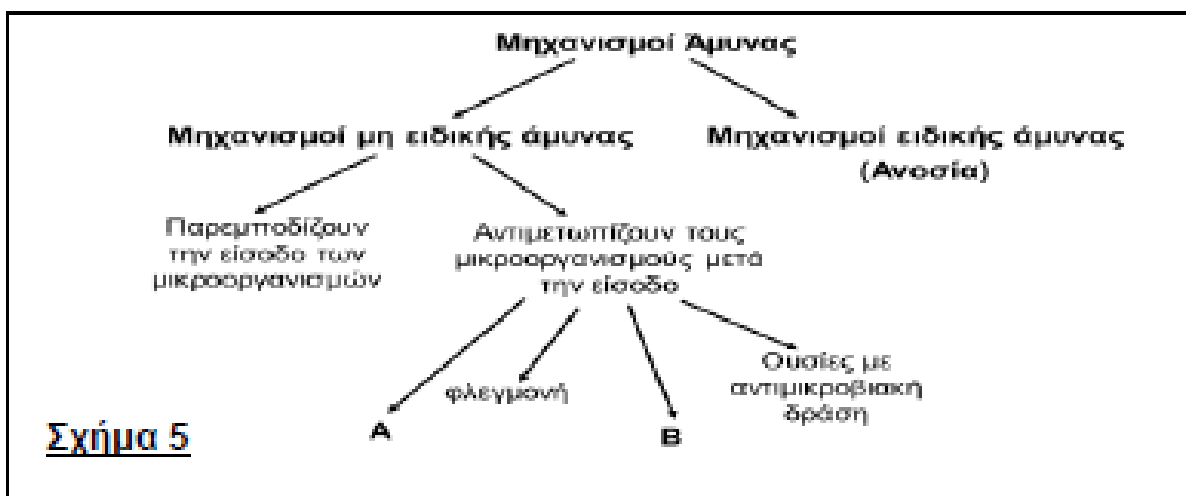 Μηχανισμοί Άμυνας
Μηχανισμοί μη ειδικής άμυνας
Μηχανισμοί ειδικής άμυνας
(Ανοσία)
Παρεμποδίζουν
την είσοδο των
μικροοργανισμών
Αντιμετωπίζουν τους
μικροοργανισμούς μετά
την είσοδο
Α
φλεγμονή
Β
Ουσίες με
αντιμικροβιακή
δράση
Σχήμα 5